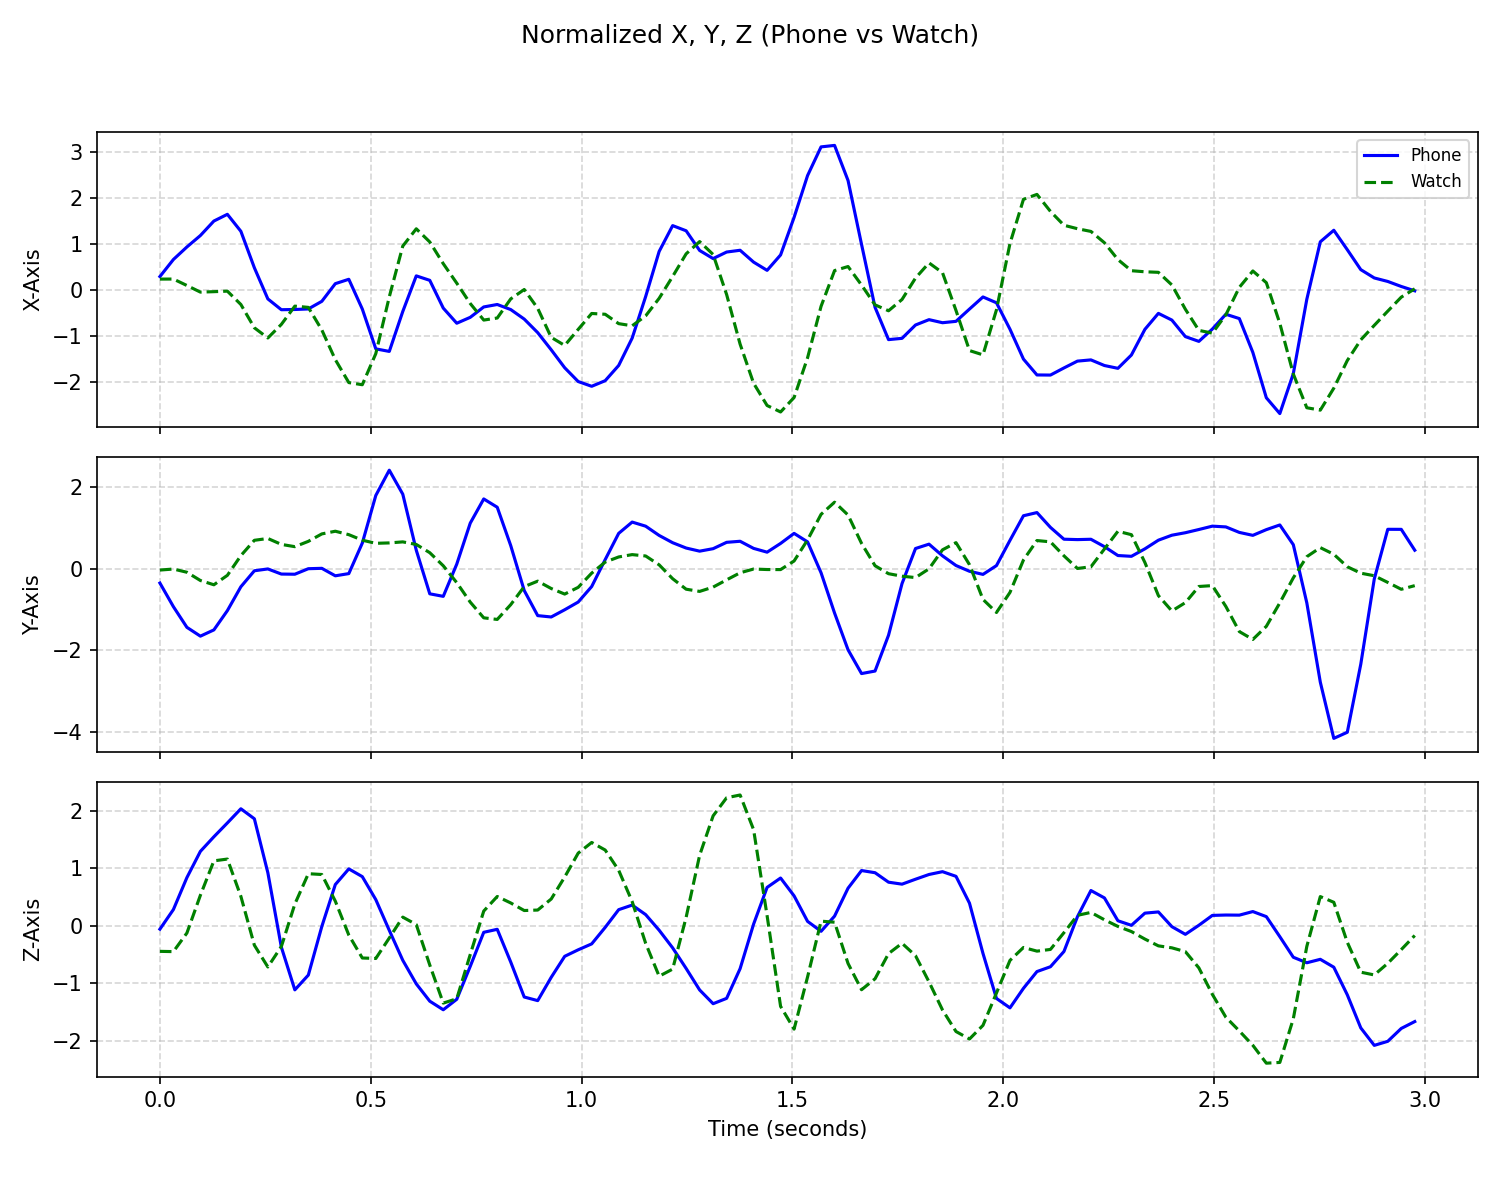 Normalized X, Y, Z (Phone vs Watch)
X-Axis
3
2
1
0
−1
−2
Phone
Watch
Y-Axis
2
0
−2
−4
Z-Axis
2
1
0
−1
−2
0.0 0.5 1.0 1.5 2.0 2.5 3.0
Time (seconds)